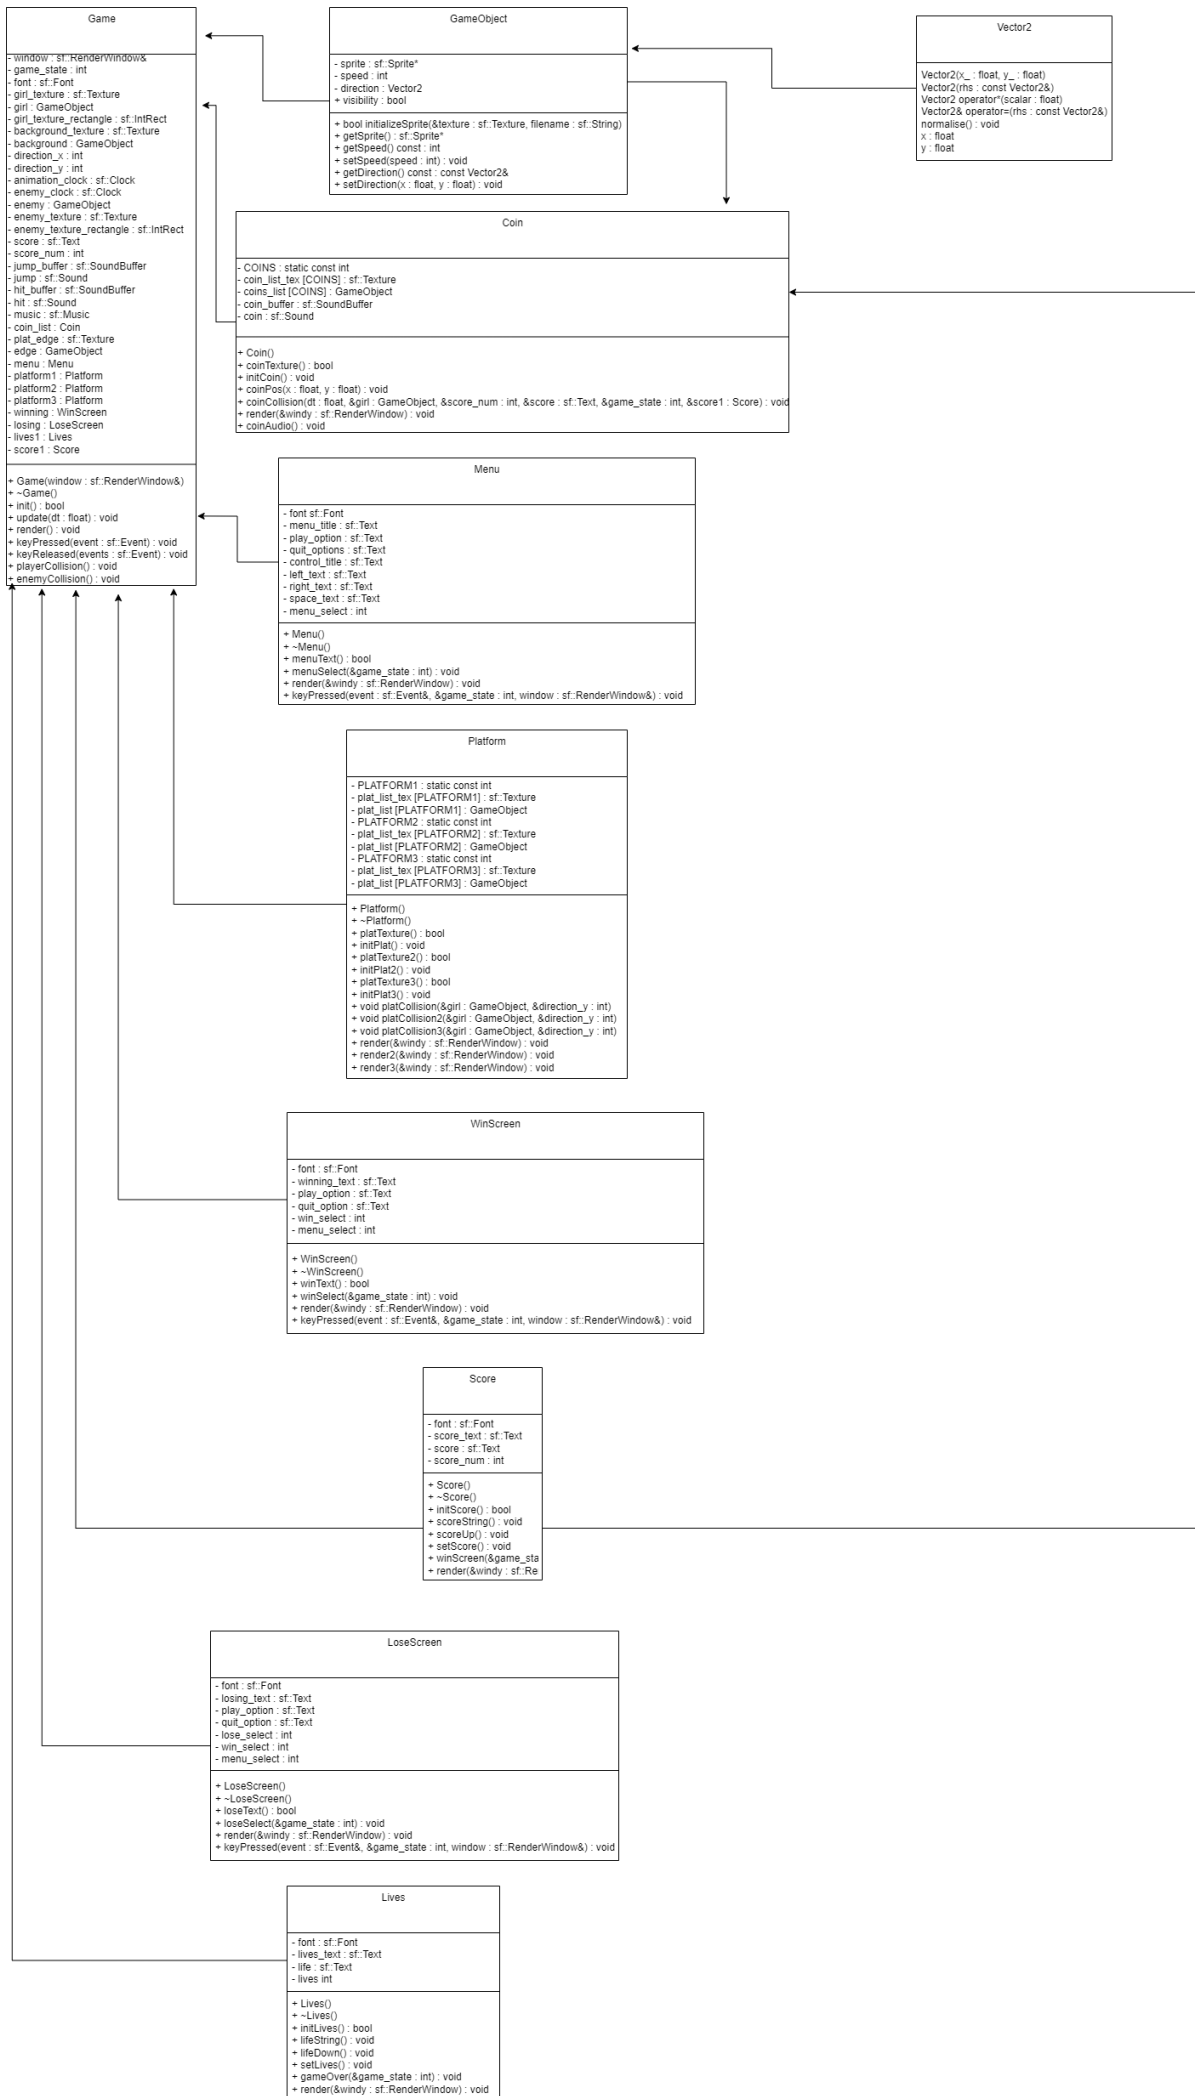 Game
- window : sf::RenderWindow&
- game_state : int
- font : sf::Font
- girl_texture : sf::Texture
- girl : GameObject
- girl_texture_rectangle : sf::IntRect
- background_texture : sf::Texture
- background : GameObject
- direction_x : int
- direction_y : int
- animation_clock : sf::Clock
- enemy_clock : sf::Clock
- enemy : GameObject
- enemy_texture : sf::Texture
- enemy_texture_rectangle : sf::IntRect
- score : sf::Text
- score_num : int
- jump_buffer : sf::SoundBuffer
- jump : sf::Sound
- hit_buffer : sf::SoundBuffer
- hit : sf::Sound
- music : sf::Music
- coin_list : Coin
- plat_edge : sf::Texture
- edge : GameObject
- menu : Menu
- platform1 : Platform
- platform2 : Platform
- platform3 : Platform
- winning : WinScreen
- losing : LoseScreen
- lives1 : Lives
- score1 : Score
+ Game(window : sf::RenderWindow&)
+ ~Game()
+ init() : bool
+ update(dt : float) : void
+ render() : void
+ keyPressed(event : sf::Event) : void
+ keyReleased(events : sf::Event) : void
+ playerCollision() : void
+ enemyCollision() : void
GameObject
- sprite : sf::Sprite*
- speed : int
- direction : Vector2
+ visibility : bool
+ bool initializeSprite(&texture : sf::Texture, filename : sf::String)
+ getSprite() : sf::Sprite*
+ getSpeed() const : int
+ setSpeed(speed : int) : void
+ getDirection() const : const Vector2&
+ setDirection(x : float, y : float) : void
Vector2
Vector2(x_ : float, y_ : float)
Vector2(rhs : const Vector2&)
Vector2 operator*(scalar : float)
Vector2& operator=(rhs : const Vector2&)
normalise() : void
x : float
y : float
Coin
- COINS : static const int
- coin_list_tex [COINS] : sf::Texture
- coins_list [COINS] : GameObject
- coin_buffer : sf::SoundBuffer
- coin : sf::Sound
+ Coin()
+ coinTexture() : bool
+ initCoin() : void
+ coinPos(x : float, y : float) : void
+ coinCollision(dt : float, &girl : GameObject, &score_num : int, &score : sf::Text, &game_state : int, &score1 : Score) : void
+ render(&windy : sf::RenderWindow) : void
+ coinAudio() : void
Menu
- font sf::Font
- menu_title : sf::Text
- play_option : sf::Text
- quit_options : sf::Text
- control_title : sf::Text
- left_text : sf::Text
- right_text : sf::Text
- space_text : sf::Text
- menu_select : int
+ Menu()
+ ~Menu()
+ menuText() : bool
+ menuSelect(&game_state : int) : void
+ render(&windy : sf::RenderWindow) : void
+ keyPressed(event : sf::Event&, &game_state : int, window : sf::RenderWindow&) : void
Platform
- PLATFORM1 : static const int
- plat_list_tex [PLATFORM1] : sf::Texture
- plat_list [PLATFORM1] : GameObject
- PLATFORM2 : static const int
- plat_list_tex [PLATFORM2] : sf::Texture
- plat_list [PLATFORM2] : GameObject
- PLATFORM3 : static const int
- plat_list_tex [PLATFORM3] : sf::Texture
- plat_list [PLATFORM3] : GameObject
+ Platform()
+ ~Platform()
+ platTexture() : bool
+ initPlat() : void
+ platTexture2() : bool
+ initPlat2() : void
+ platTexture3() : bool
+ initPlat3() : void
+ void platCollision(&girl : GameObject, &direction_y : int)
+ void platCollision2(&girl : GameObject, &direction_y : int)
+ void platCollision3(&girl : GameObject, &direction_y : int)
+ render(&windy : sf::RenderWindow) : void
+ render2(&windy : sf::RenderWindow) : void
+ render3(&windy : sf::RenderWindow) : void
WinScreen
- font : sf::Font
- winning_text : sf::Text
- play_option : sf::Text
- quit_option : sf::Text
- win_select : int
- menu_select : int
+ WinScreen()
+ ~WinScreen()
+ winText() : bool
+ winSelect(&game_state : int) : void
+ render(&windy : sf::RenderWindow) : void
+ keyPressed(event : sf::Event&, &game_state : int, window : sf::RenderWindow&) : void
Score
- font : sf::Font
- score_text : sf::Text
- score : sf::Text
- score_num : int
+ Score()
+ ~Score()
+ initScore() : bool
+ scoreString() : void
+ scoreUp() : void
+ setScore() : void
+ winScreen(&game_sta
+ render(&windy : sf::Re
LoseScreen
- font : sf::Font
- losing_text : sf::Text
- play_option : sf::Text
- quit_option : sf::Text
- lose_select : int
- win_select : int
- menu_select : int
+ LoseScreen()
+ ~LoseScreen()
+ loseText() : bool
+ loseSelect(&game_state : int) : void
+ render(&windy : sf::RenderWindow) : void
+ keyPressed(event : sf::Event&, &game_state : int, window : sf::RenderWindow&) : void
Lives
- font : sf::Font
- lives_text : sf::Text
- life : sf::Text
- lives int
+ Lives()
+ ~Lives()
+ initLives() : bool
+ lifeString() : void
+ lifeDown() : void
+ setLives() : void
+ gameOver(&game_state : int) : void
+ render(&windy : sf::RenderWindow) : void